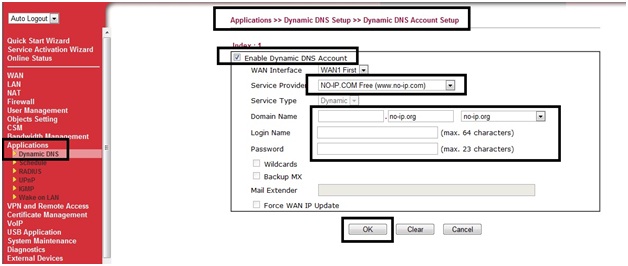 Auto Logout
Quick Start Wizard
Service Activation Wizard
Online Status
WAN
LAN
NAT
Firewall
User Management
Objects Setting
CSM
Bandwidth Management
Applications
Dynamic DNS
Schedule
RADIUS
UPnP
IGMP
Wake on LAN
VPN and Remote Access
Certificate Management
VoIP
USB Application
System Maintenance
Diagnostics
External Devices
Applications >> Dynamic DNS Setup >> Dynamic DNS Account Setup
Index : 1
Enable Dynamic DNS Account
WAN Interface WAN1 First
Service Provider NO-IP.COM Free (www.no-ip.com)
Service Type Dynamic
Domain Name . no-ip.org no-ip.org
Login Name (max. 64 characters)
Password (max. 23 characters)
Wildcards
Backup MX
Mail Extender
Force WAN IP Update
OK Clear Cancel